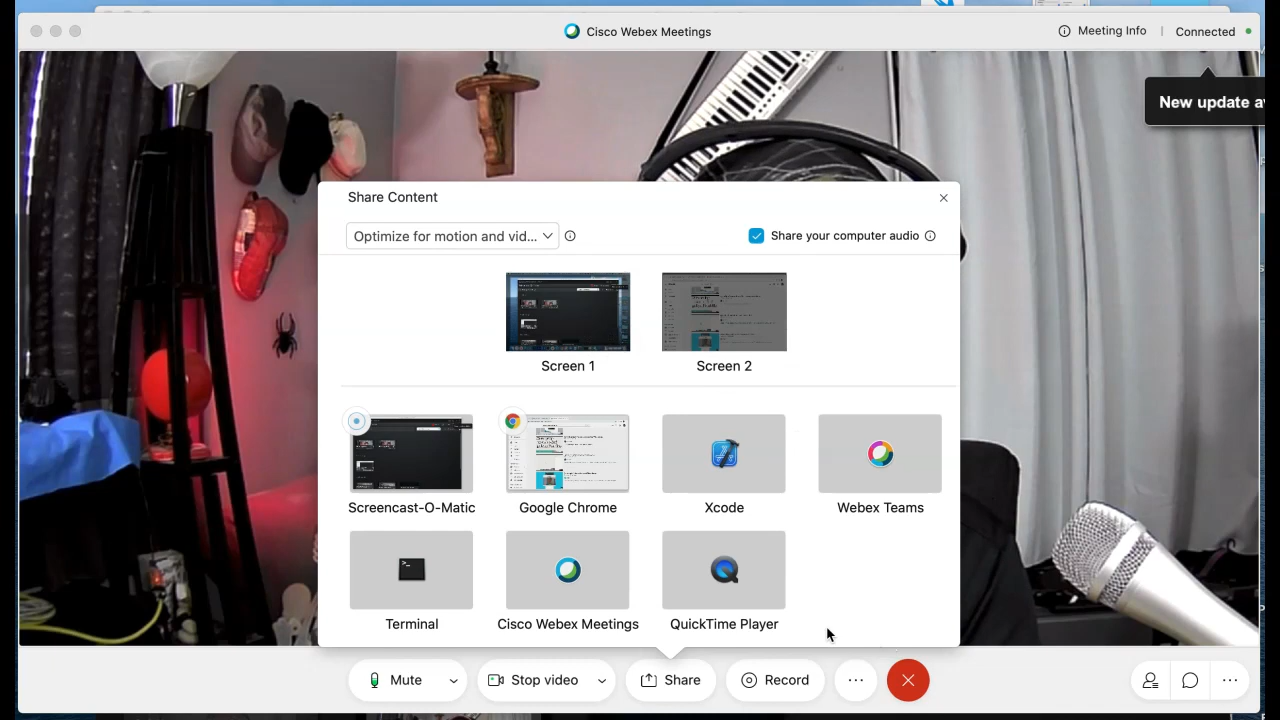 Cisco Webex Meetings
Meeting Info
Connected
New update av
Share Content
Optimize for motion and vid...
Share your computer audio
Screen 1
Screen 2
Screencast-O-Matic
Google Chrome
Xcode
Webex Teams
Terminal
Cisco Webex Meetings
QuickTime Player
Mute
Stop video
Share
Record